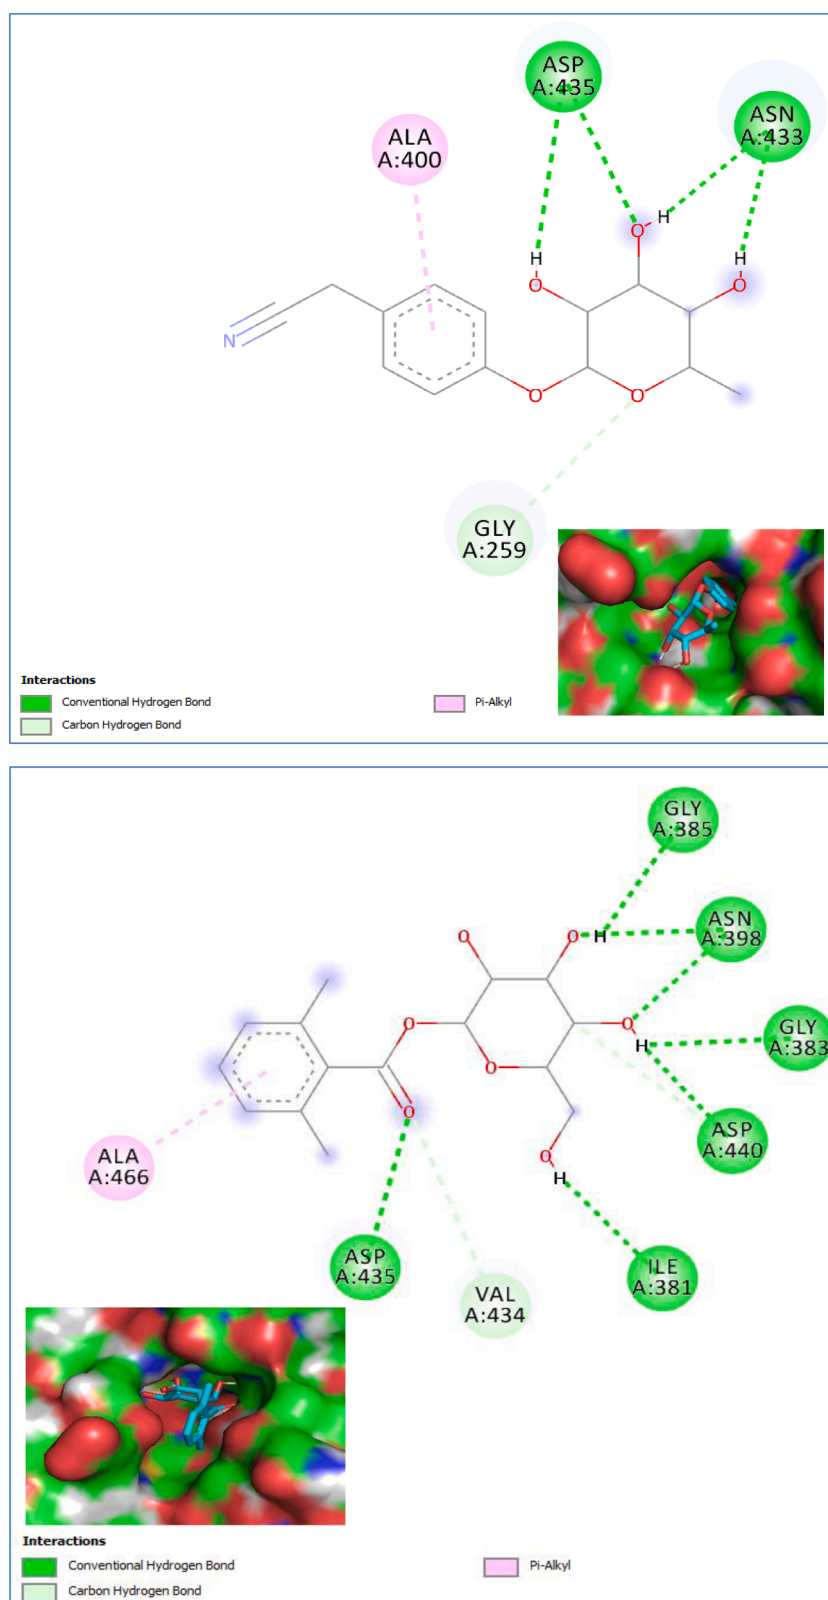 ASP
A:435
ASN
A:433
ALA
A:400
H
O
H
H
O
O
N
O
O
GLY
A:259
Interactions
Conventional Hydrogen Bond
Pi-Alkyl
Carbon Hydrogen Bond
GLY
A:385
ASN
A:398
O
O
H
GLY
A:383
O
O
H
O
O
ASP
A:440
ALA
A:466
O
H
ASP
A:435
VAL
A:434
ILE
A:381
Interactions
Conventional Hydrogen Bond
Pi-Alkyl
Carbon Hydrogen Bond